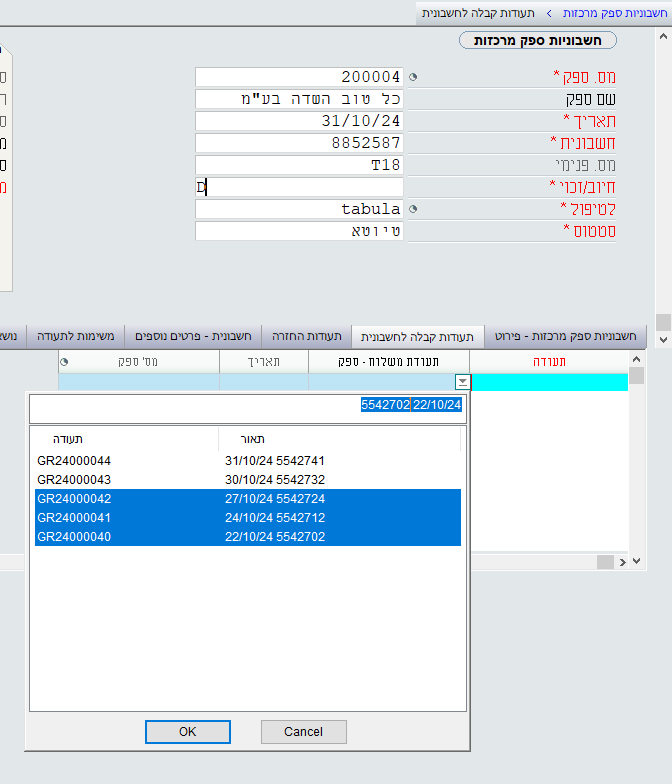 חשבוניות ספק מרכזות > תעודות קבלה לחשבונית
חשבוניות ספק מרכזות
מס. ספק * 200004
שם ספק כל טוב השדה בע"מ
תאריך * 31/10/24
חשבונית * 8852587
מס. פנימי T18
חיוב/זכוי * D
לטיפול * tabula
סטטוס * טיוטא
חשבוניות ספק מרכזות - פירוט תעודות קבלה לחשבונית תעודות החזרה חשבונית - פרטים נוספים משימות לתעודה נושא
תעודה תעודת משלוח - ספק תאריך מס' ספק
5542702 22/10/24
תעודה תאור
GR24000044 31/10/24 5542741
GR24000043 30/10/24 5542732
GR24000042 27/10/24 5542724
GR24000041 24/10/24 5542712
GR24000040 22/10/24 5542702
OK Cancel